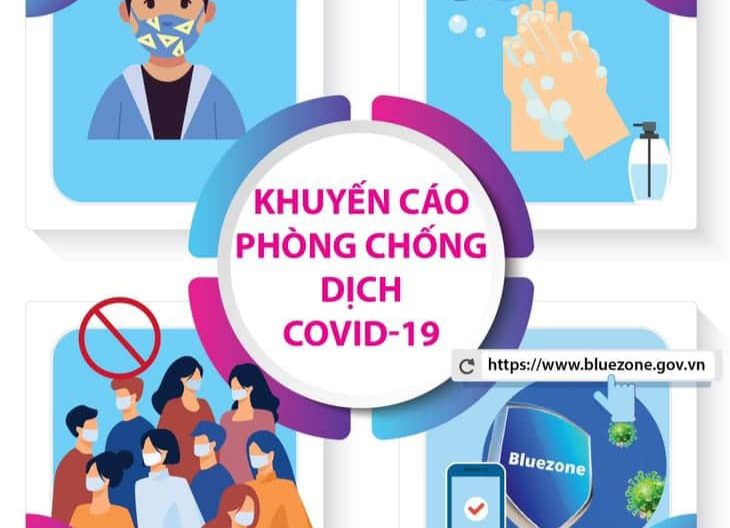 KHUYẾN CÁO
PHÒNG CHỐNG
DỊCH
COVID-19
https://www.bluezone.gov.vn
Bluezone